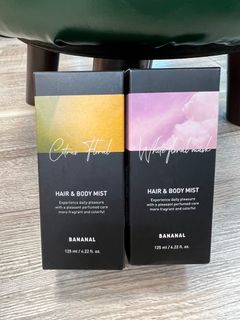 Citrus Floral
HAIR & BODY MIST
Experience daily pleasure
with a pleasant perfumed care
more fragrant and colorful
BANANAL
125 ml / 4.22 fl. oz.
White floral musk
HAIR & BODY MIST
Experience daily pleasure
with a pleasant perfumed care
more fragrant and colorful
BANANAL
125 ml / 4.22 fl. oz.